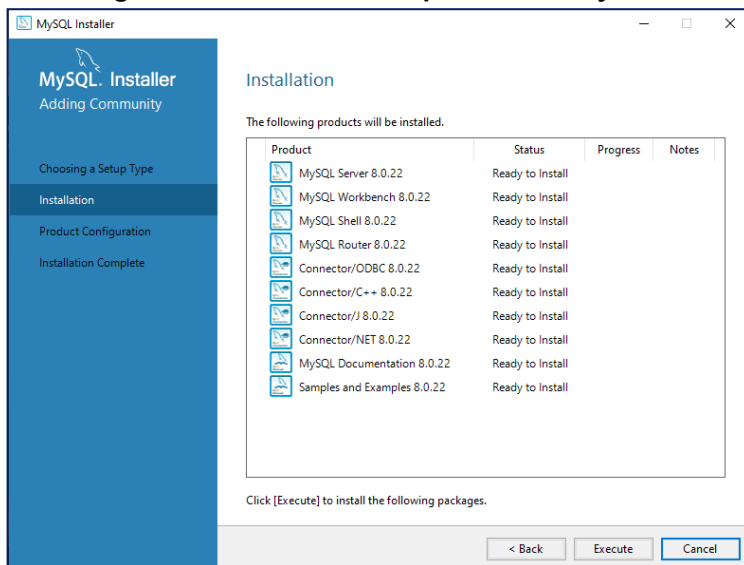 MySQL Installer
MySQL. Installer
Adding Community
Choosing a Setup Type
Installation
Product Configuration
Installation Complete
Installation
The following products will be installed.
Product Status Progress Notes
MySQL Server 8.0.22 Ready to Install
MySQL Workbench 8.0.22 Ready to Install
MySQL Shell 8.0.22 Ready to Install
MySQL Router 8.0.22 Ready to Install
Connector/ODBC 8.0.22 Ready to Install
Connector/C++ 8.0.22 Ready to Install
Connector/J 8.0.22 Ready to Install
Connector/NET 8.0.22 Ready to Install
MySQL Documentation 8.0.22 Ready to Install
Samples and Examples 8.0.22 Ready to Install
Click [Execute] to install the following packages.
< Back Execute Cancel